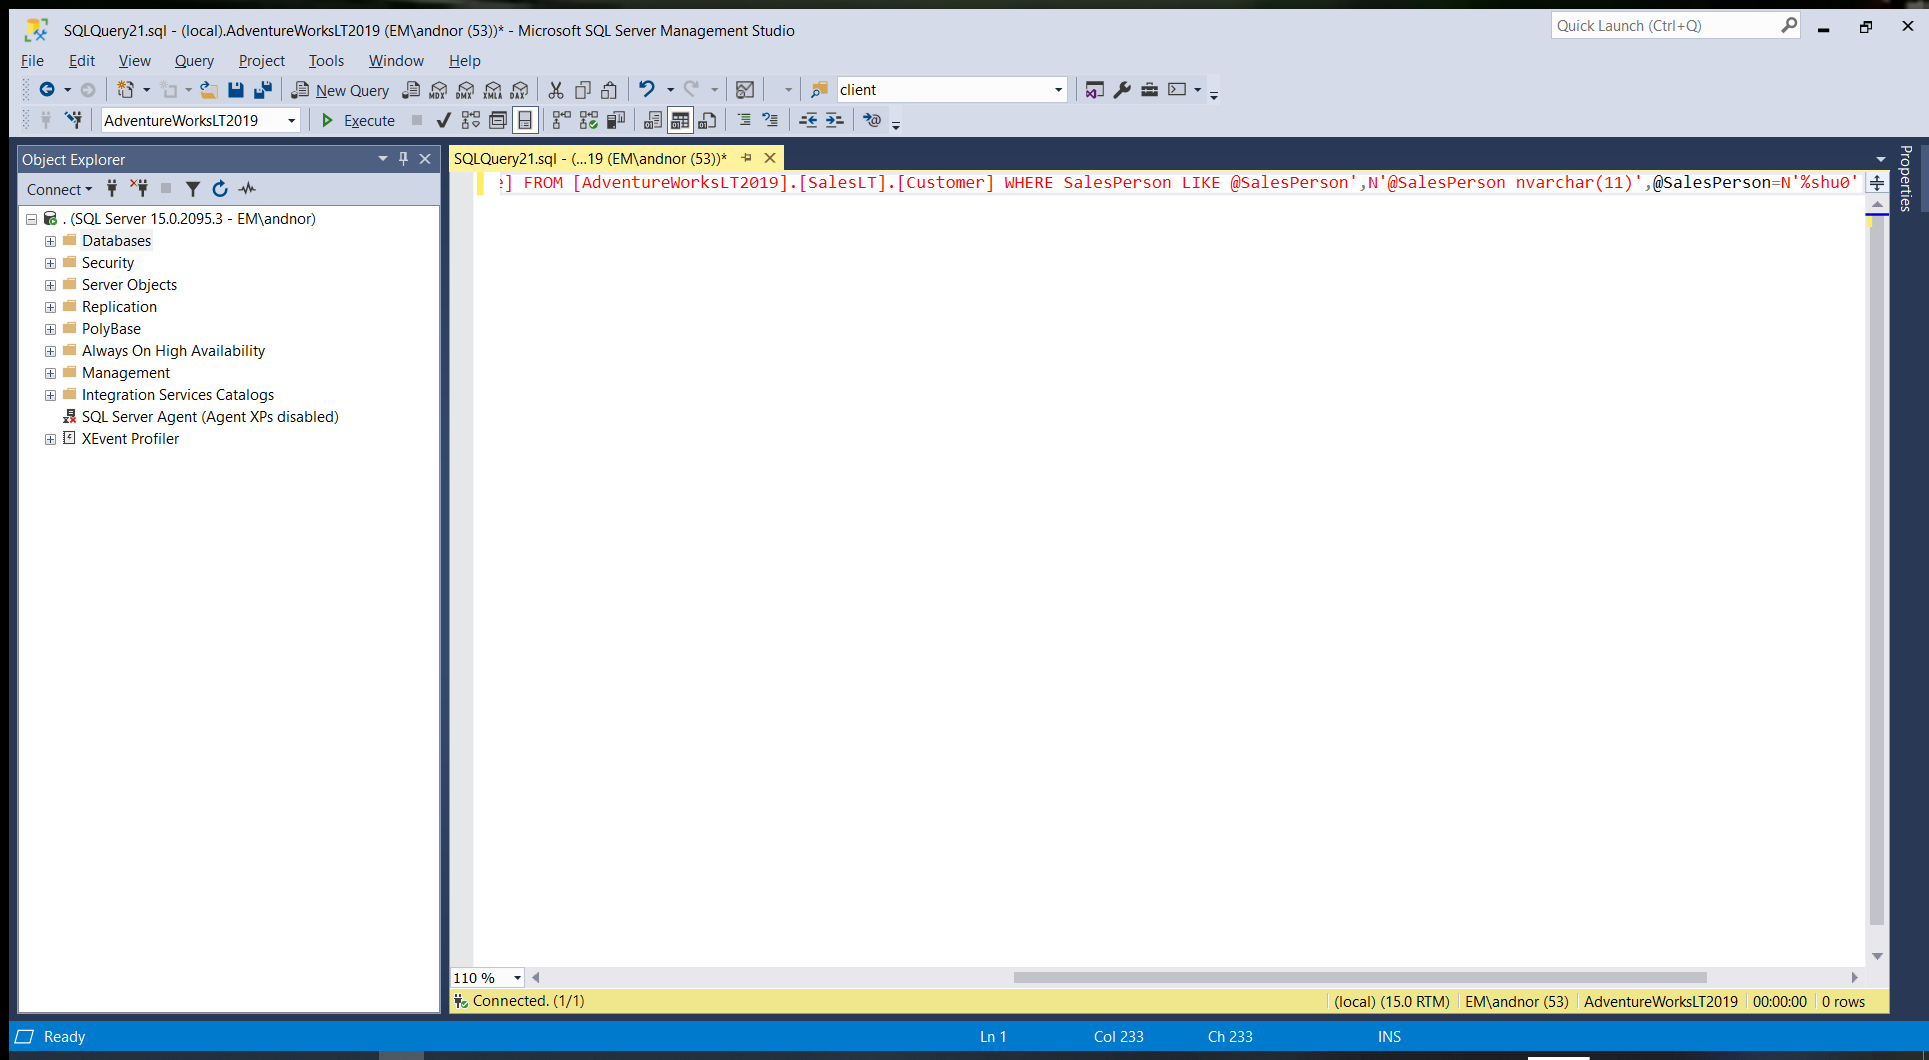 SQLQuery21.sql - (local).AdventureWorksLT2019 (EM\andnor (53))* - Microsoft SQL Server Management Studio
Quick Launch (Ctrl+Q)
File Edit View Query Project Tools Window Help
New Query MDX DMX XMLA DAX client
AdventureWorksLT2019 Execute
Object Explorer
Connect
. (SQL Server 15.0.2095.3 - EM\andnor)
Databases
Security
Server Objects
Replication
PolyBase
Always On High Availability
Management
Integration Services Catalogs
SQL Server Agent (Agent XPs disabled)
XEvent Profiler
SQLQuery21.sql - (...19 (EM\andnor (53))*
] FROM [AdventureWorksLT2019].[SalesLT].[Customer] WHERE SalesPerson LIKE @SalesPerson',N'@SalesPerson nvarchar(11)',@SalesPerson=N'%shu0'
Properties
110 %
Connected. (1/1)
(local) (15.0 RTM) EM\andnor (53) AdventureWorksLT2019 00:00:00 0 rows
Ready Ln 1 Col 233 Ch 233 INS